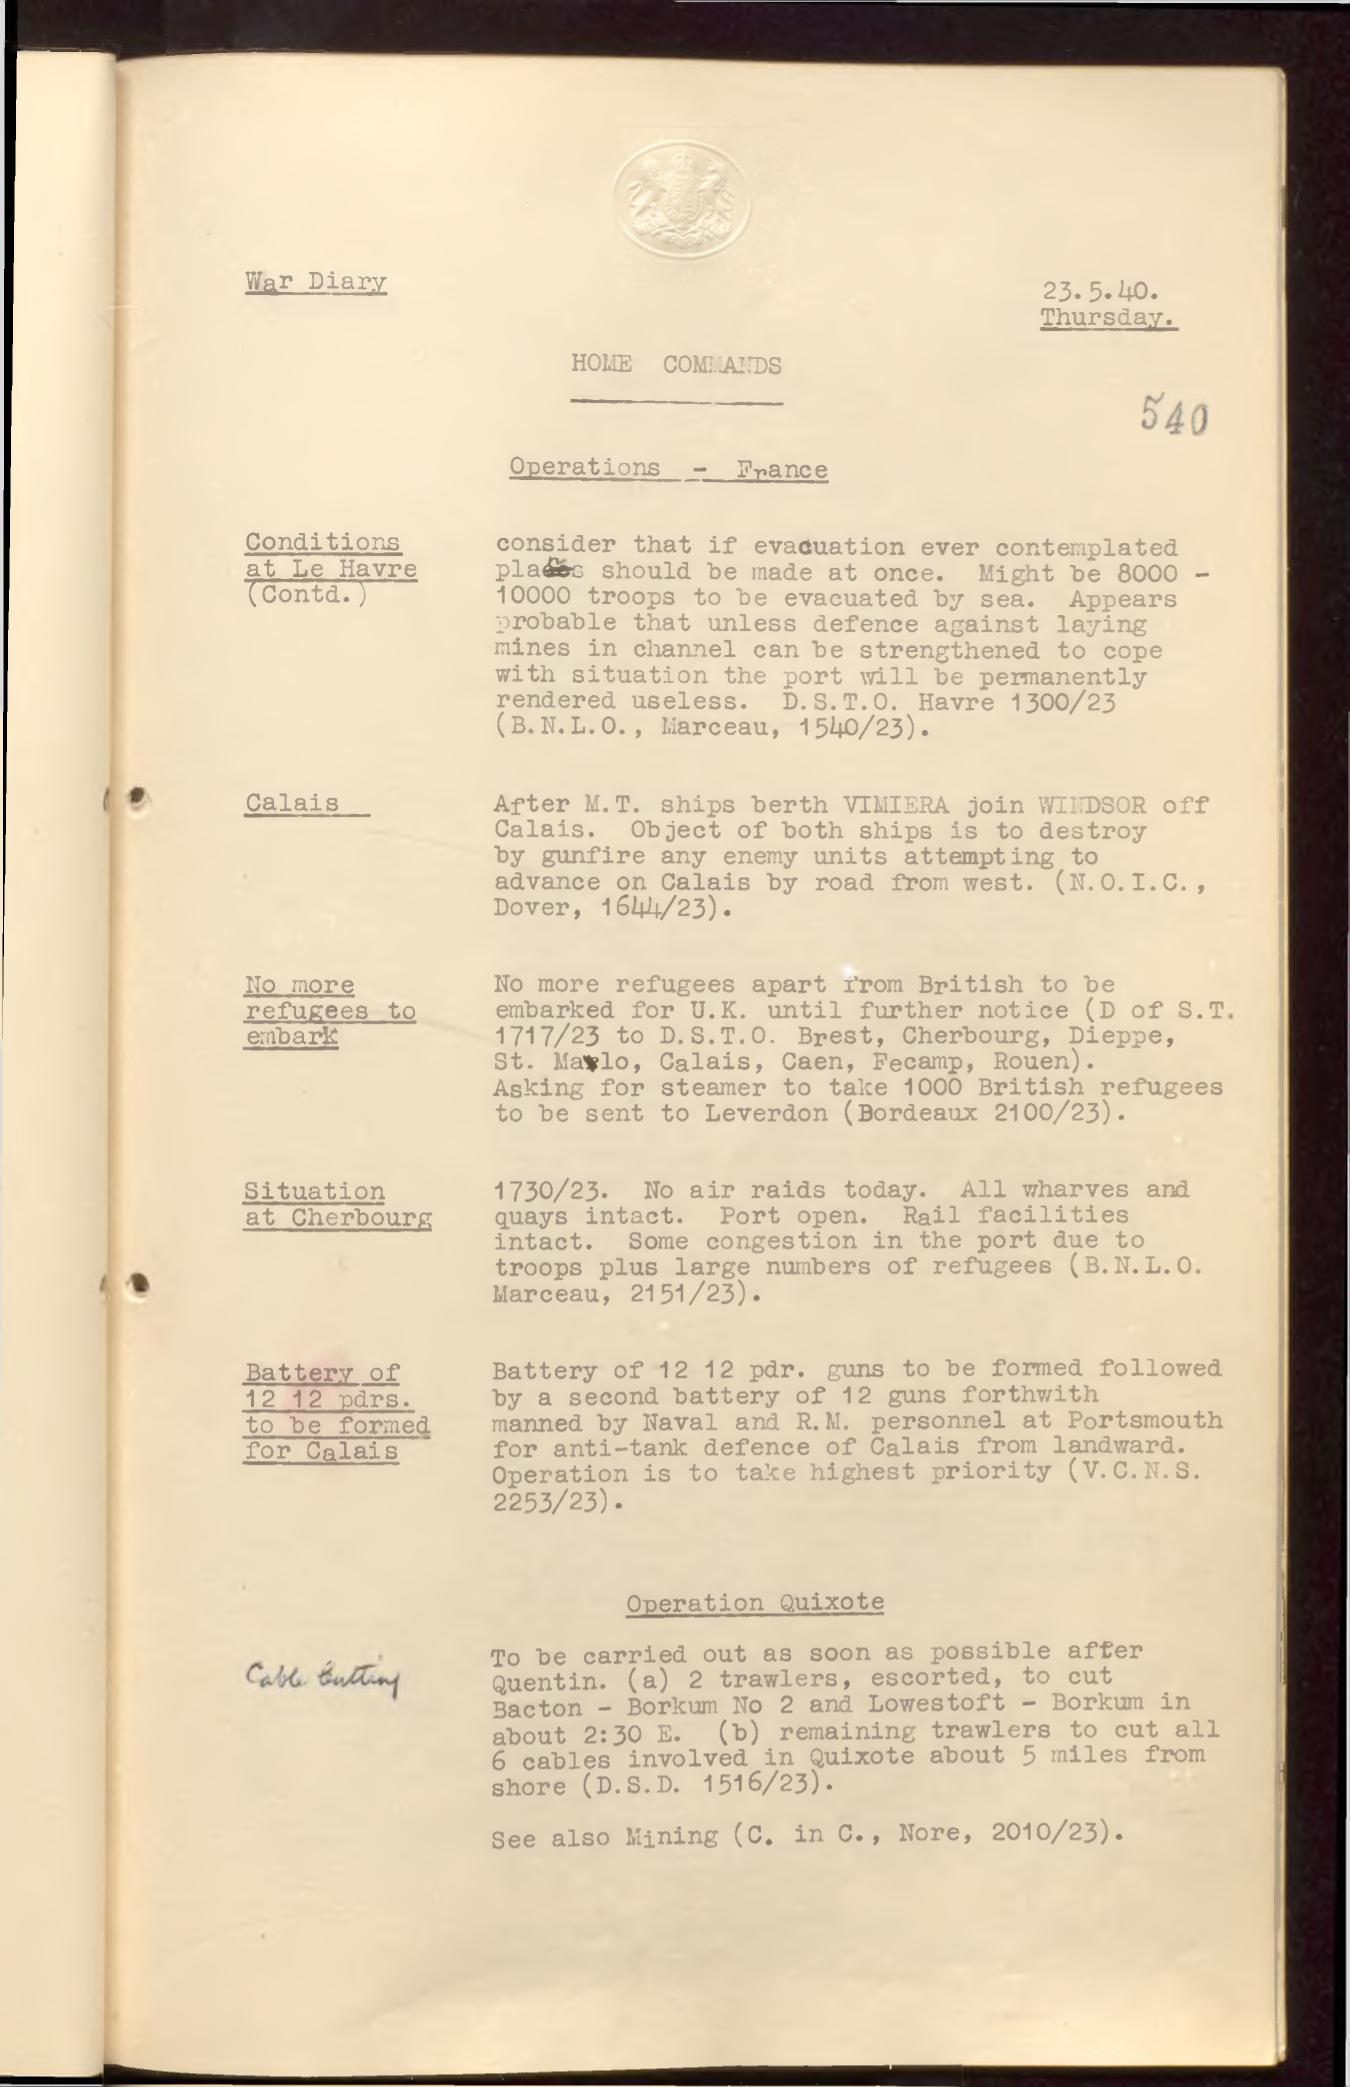 War Diary
23.5.40.
Thursday.
HOME COMMANDS
540
Operations - France
Conditions
at Le Havre
(Contd.)
consider that if evacuation ever contemplated
plans should be made at once. Might be 8000 -
10000 troops to be evacuated by sea. Appears
probable that unless defence against laying
mines in channel can be strengthened to cope
with situation the port will be permanently
rendered useless. D.S.T.O. Havre 1300/23
(B.N.L.O., Marceau, 1540/23).
Calais
After M.T. ships berth VIMIERA join WINDSOR off
Calais. Object of both ships is to destroy
by gunfire any enemy units attempting to
advance on Calais by road from west. (N.O.I.C.,
Dover, 1644/23).
No more
refugees to
embark
No more refugees apart from British to be
embarked for U.K. until further notice (D of S.T.
1717/23 to D.S.T.O. Brest, Cherbourg, Dieppe,
St. Malo, Calais, Caen, Fecamp, Rouen).
Asking for steamer to take 1000 British refugees
to be sent to Leverdon (Bordeaux 2100/23).
Situation
at Cherbourg
1730/23. No air raids today. All wharves and
quays intact. Port open. Rail facilities
intact. Some congestion in the port due to
troops plus large numbers of refugees (B.N.L.O.
Marceau, 2151/23).
Battery of
12 12 pdrs.
to be formed
for Calais
Battery of 12 12 pdr. guns to be formed followed
by a second battery of 12 guns forthwith
manned by Naval and R.M. personnel at Portsmouth
for anti-tank defence of Calais from landward.
Operation is to take highest priority (V.C.N.S.
2253/23).
Operation Quixote
Cable Cutting
To be carried out as soon as possible after
Quentin. (a) 2 trawlers, escorted, to cut
Bacton - Borkum No 2 and Lowestoft - Borkum in
about 2:30 E. (b) remaining trawlers to cut all
6 cables involved in Quixote about 5 miles from
shore (D.S.D. 1516/23).
See also Mining (C. in C., Nore, 2010/23).